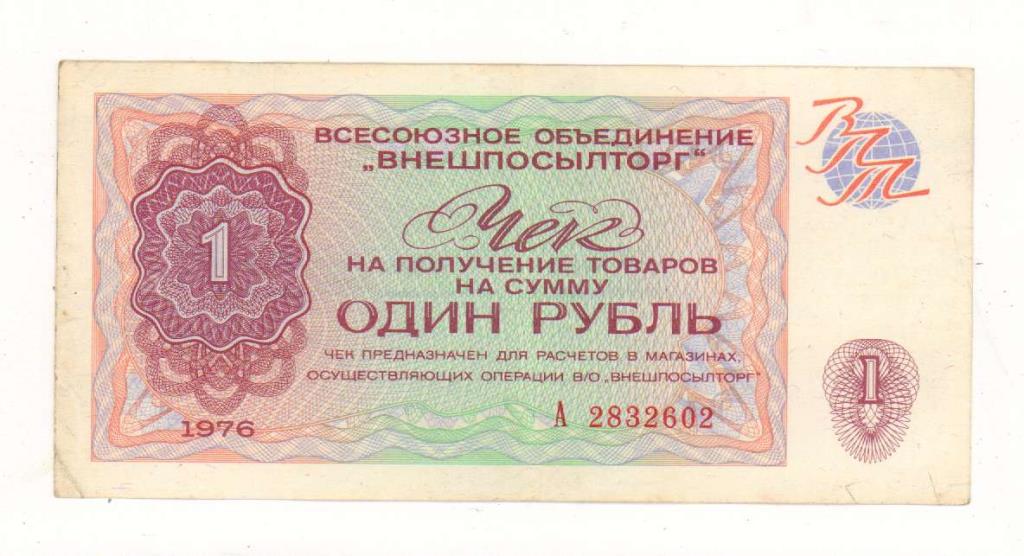 ВСЕСОЮЗНОЕ ОБЪЕДИНЕНИЕ
„ВНЕШПОСЫЛТОРГ“
ВПТ
Чек
НА ПОЛУЧЕНИЕ ТОВАРОВ
НА СУММУ
ОДИН РУБЛЬ
1
ЧЕК ПРЕДНАЗНАЧЕН ДЛЯ РАСЧЕТОВ В МАГАЗИНАХ,
ОСУЩЕСТВЛЯЮЩИХ ОПЕРАЦИИ В/О „ВНЕШПОСЫЛТОРГ“
1
А 2832602
1976